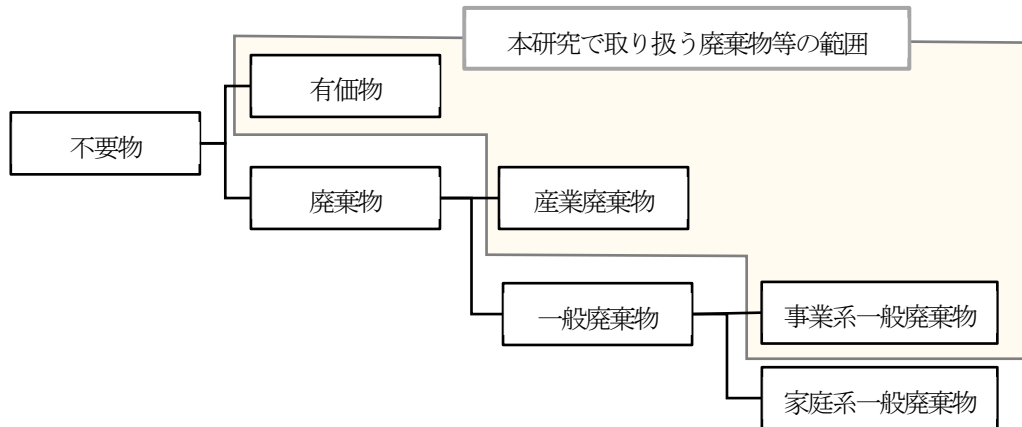 本研究で取り扱う廃棄物等の範囲
有価物
不要物
廃棄物
産業廃棄物
一般廃棄物
事業系一般廃棄物
家庭系一般廃棄物